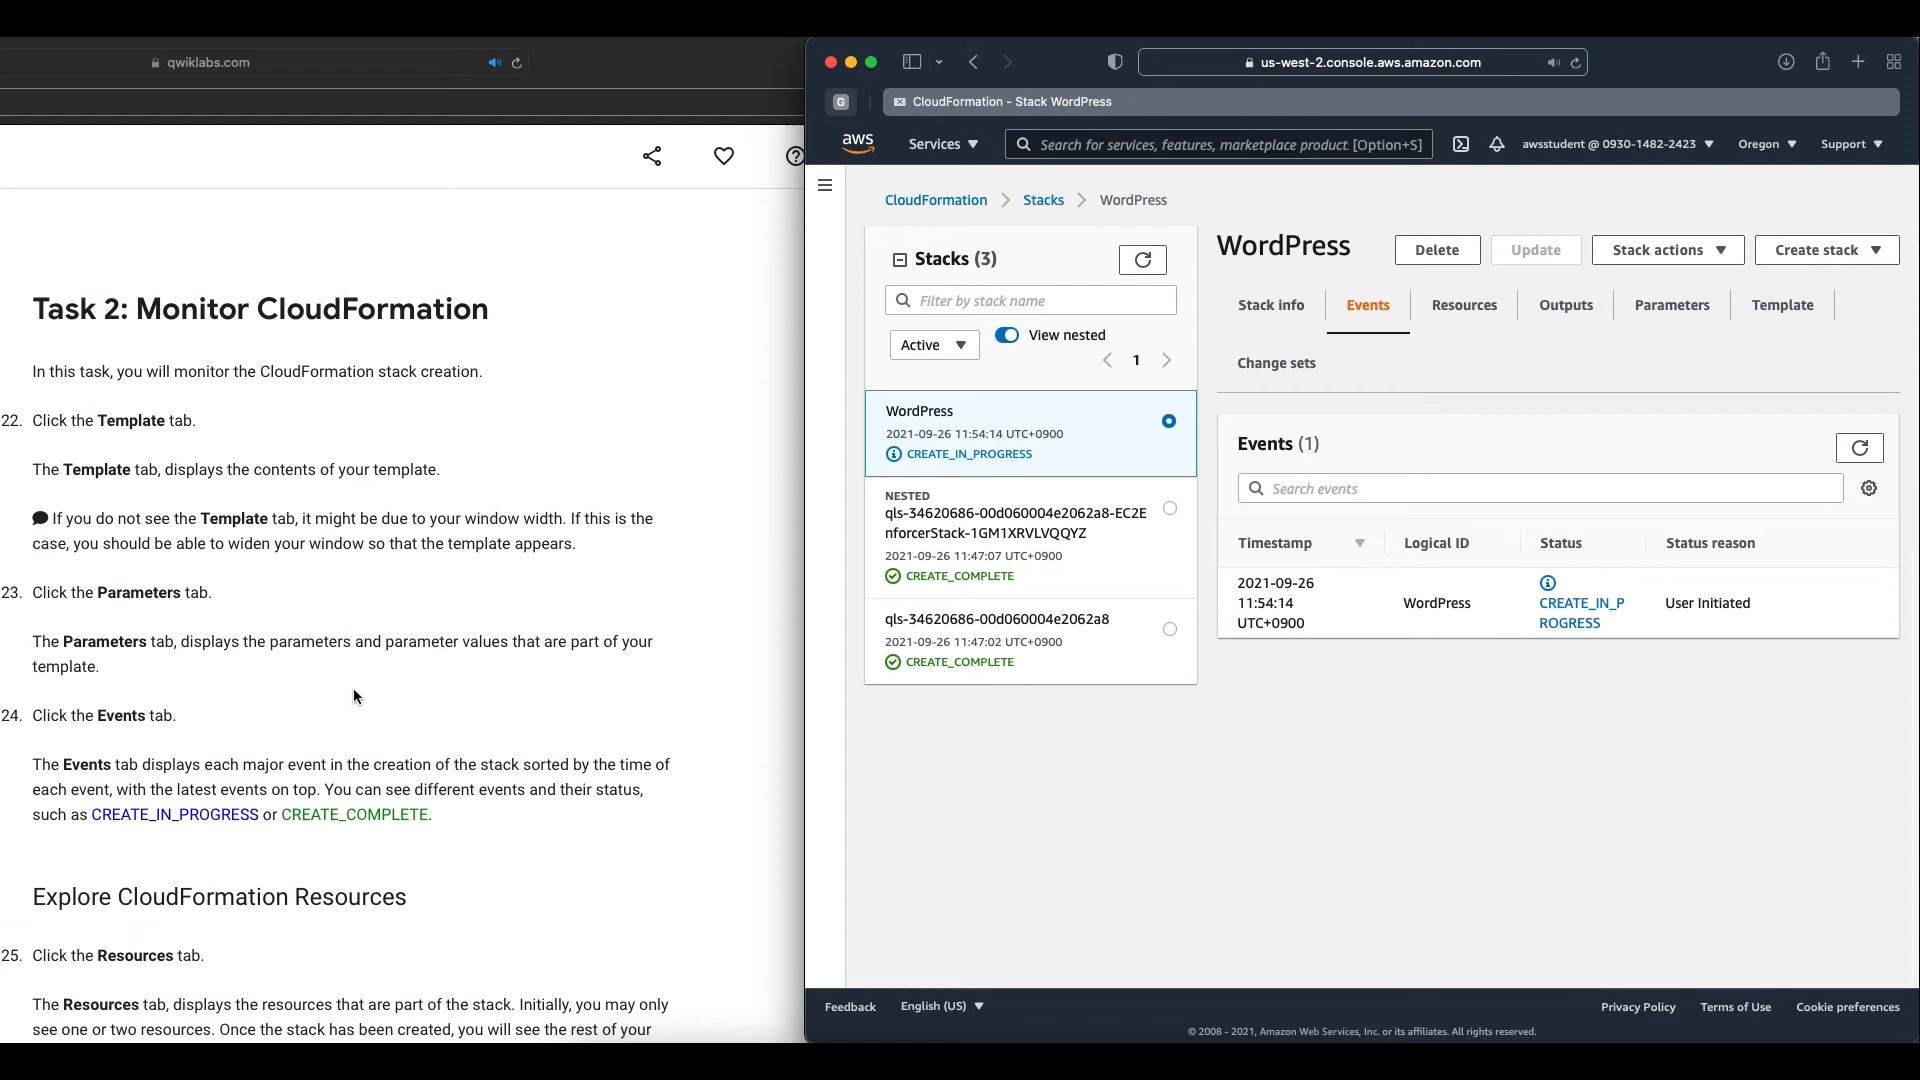 qwiklabs.com
Task 2: Monitor CloudFormation
In this task, you will monitor the CloudFormation stack creation.
22. Click the Template tab.
The Template tab, displays the contents of your template.
If you do not see the Template tab, it might be due to your window width. If this is the
case, you should be able to widen your window so that the template appears.
23. Click the Parameters tab.
The Parameters tab, displays the parameters and parameter values that are part of your
template.
24. Click the Events tab.
The Events tab displays each major event in the creation of the stack sorted by the time of
each event, with the latest events on top. You can see different events and their status,
such as CREATE_IN_PROGRESS or CREATE_COMPLETE.
Explore CloudFormation Resources
25. Click the Resources tab.
The Resources tab, displays the resources that are part of the stack. Initially, you may only
see one or two resources. Once the stack has been created, you will see the rest of your
us-west-2.console.aws.amazon.com
G
CloudFormation - Stack WordPress
aws
Services
Search for services, features, marketplace product [Option+S]
awsstudent @ 0930-1482-2423
Oregon
Support
CloudFormation
Stacks
WordPress
Stacks (3)
Filter by stack name
Active
View nested
1
WordPress
2021-09-26 11:54:14 UTC+0900
CREATE_IN_PROGRESS
NESTED
qls-34620686-00d060004e2062a8-EC2E
nforcerStack-1GM1XRVLVQQYZ
2021-09-26 11:47:07 UTC+0900
CREATE_COMPLETE
qls-34620686-00d060004e2062a8
2021-09-26 11:47:02 UTC+0900
CREATE_COMPLETE
WordPress
Delete
Update
Stack actions
Create stack
Stack info
Events
Resources
Outputs
Parameters
Template
Change sets
Events (1)
Search events
Timestamp
Logical ID
Status
Status reason
2021-09-26
11:54:14
UTC+0900
WordPress
CREATE_IN_P
ROGRESS
User Initiated
Feedback
English (US)
Privacy Policy
Terms of Use
Cookie preferences
© 2008 - 2021, Amazon Web Services, Inc. or its affiliates. All rights reserved.